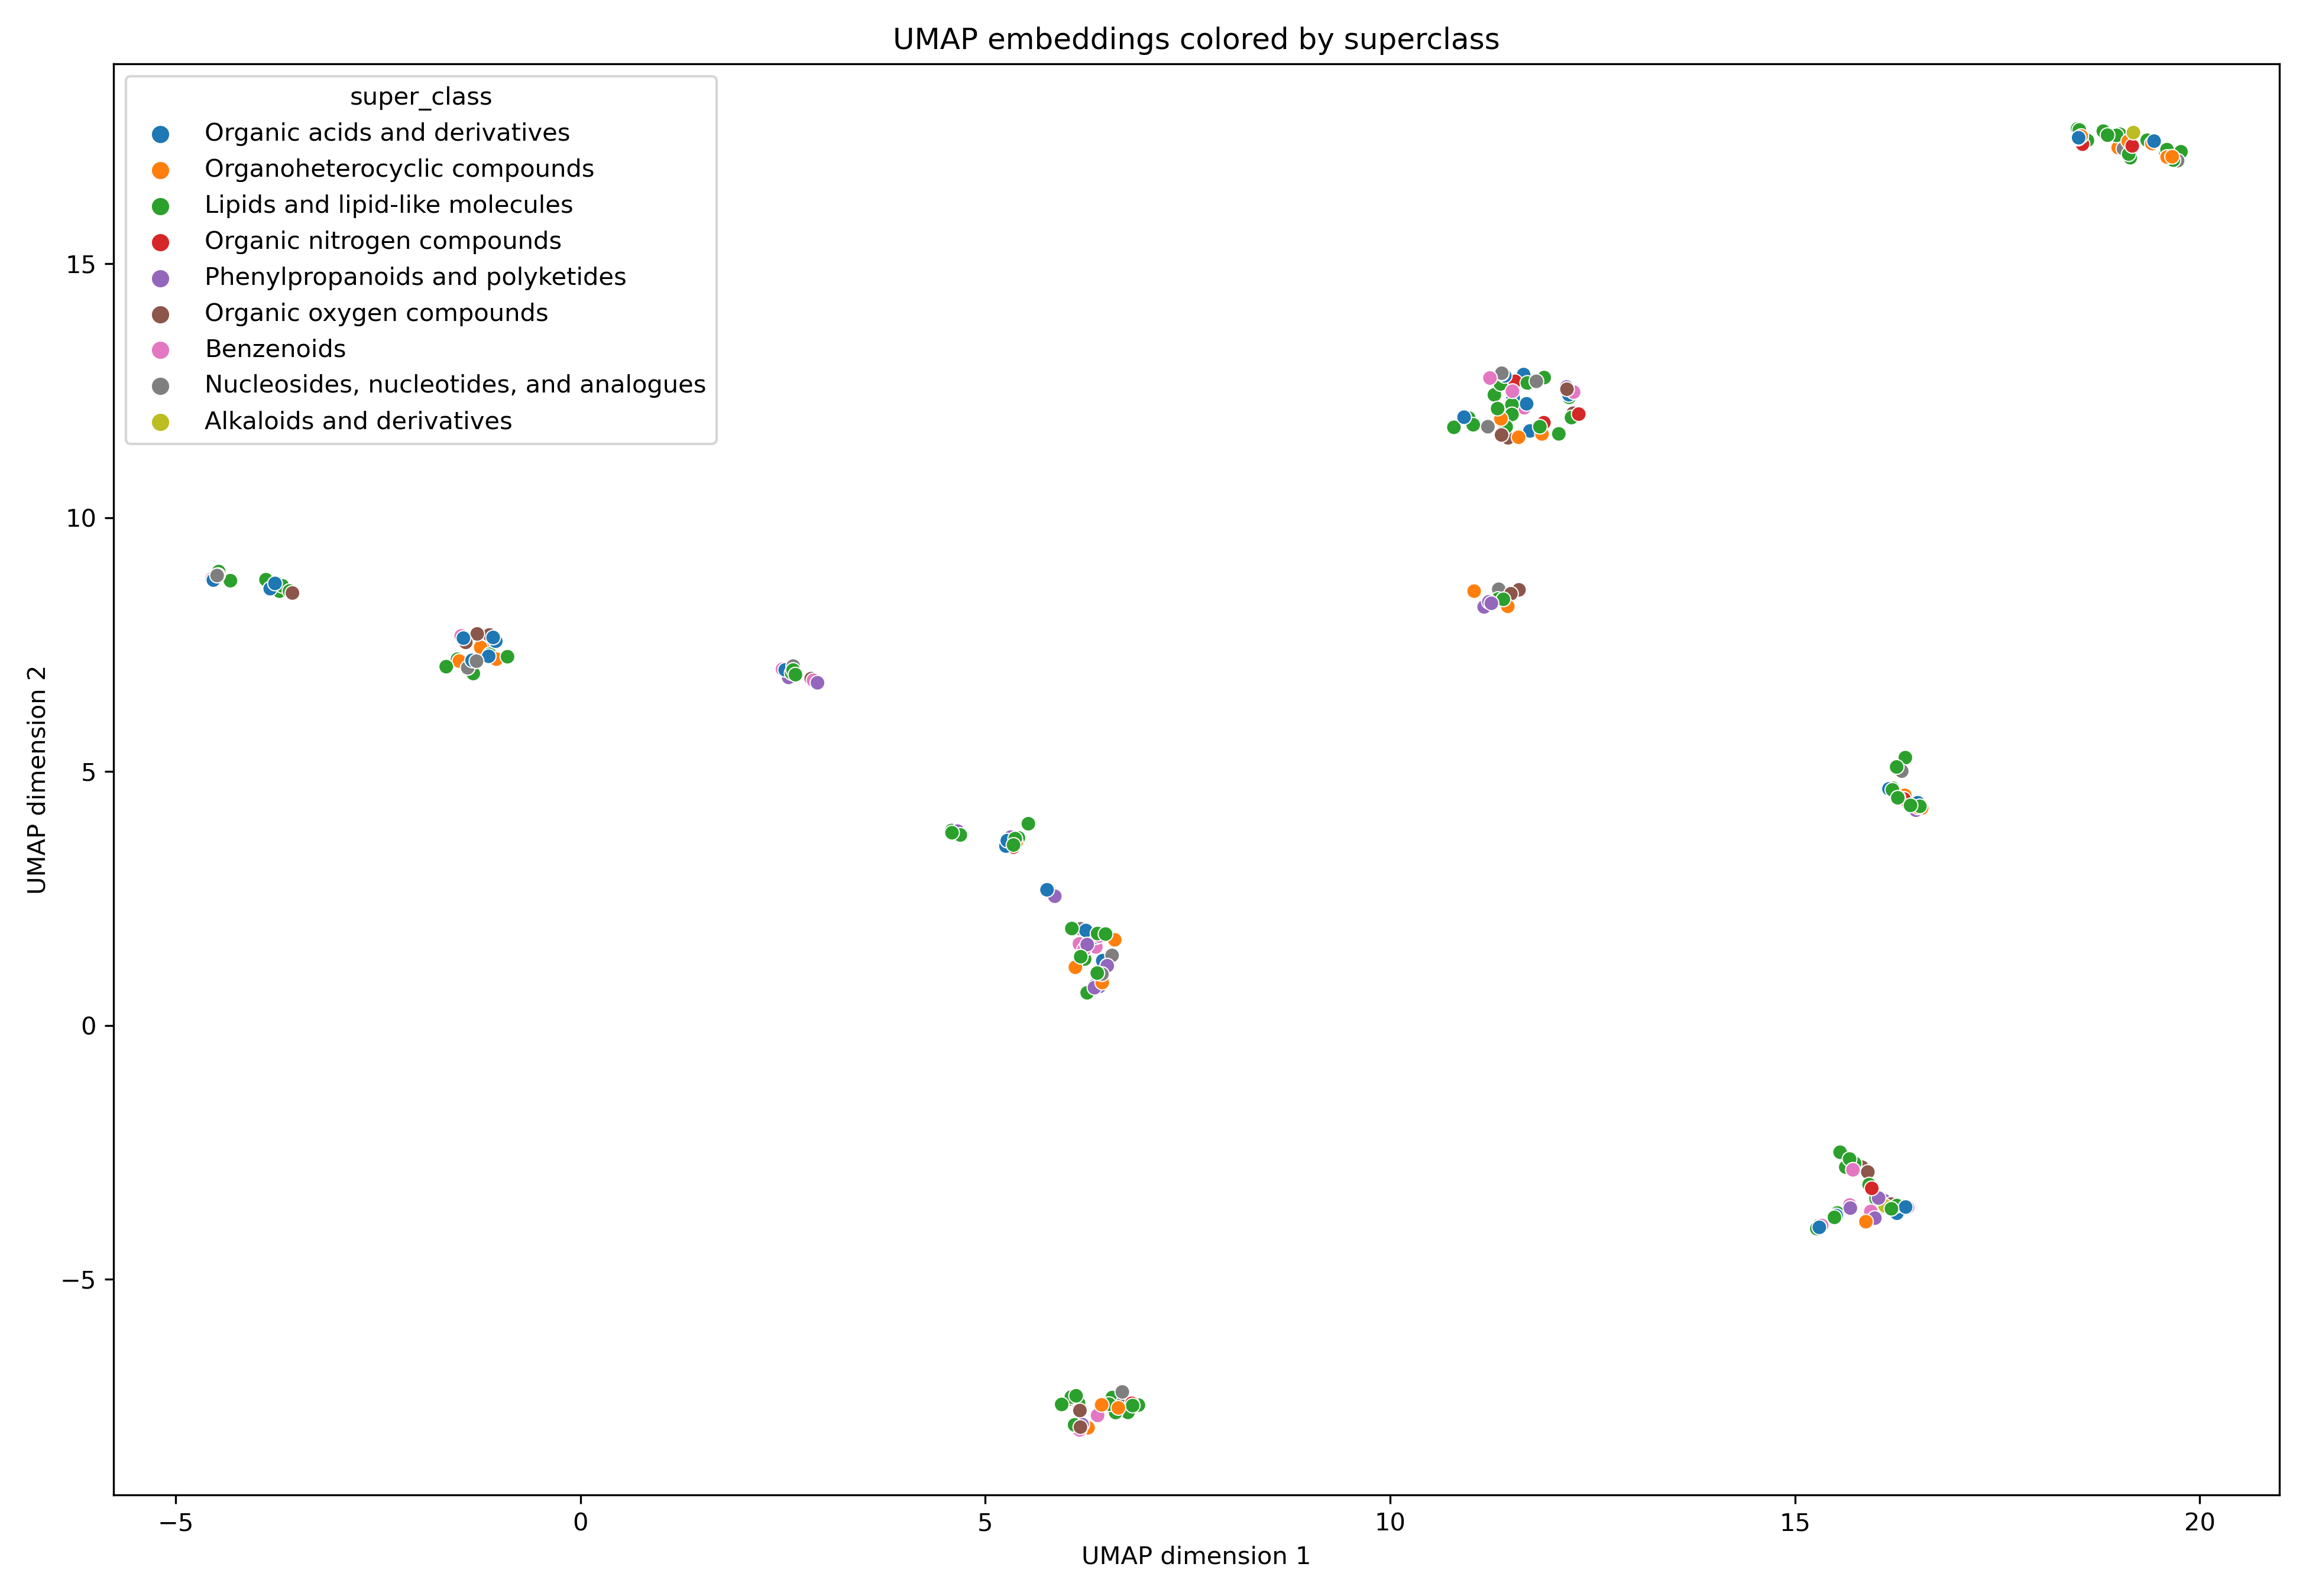 UMAP embeddings colored by superclass
super_class
Organic acids and derivatives
Organoheterocyclic compounds
Lipids and lipid-like molecules
Organic nitrogen compounds
Phenylpropanoids and polyketides
Organic oxygen compounds
Benzenoids
Nucleosides, nucleotides, and analogues
Alkaloids and derivatives
15
10
5
0
−5
UMAP dimension 2
−5
0
5
10
15
20
UMAP dimension 1